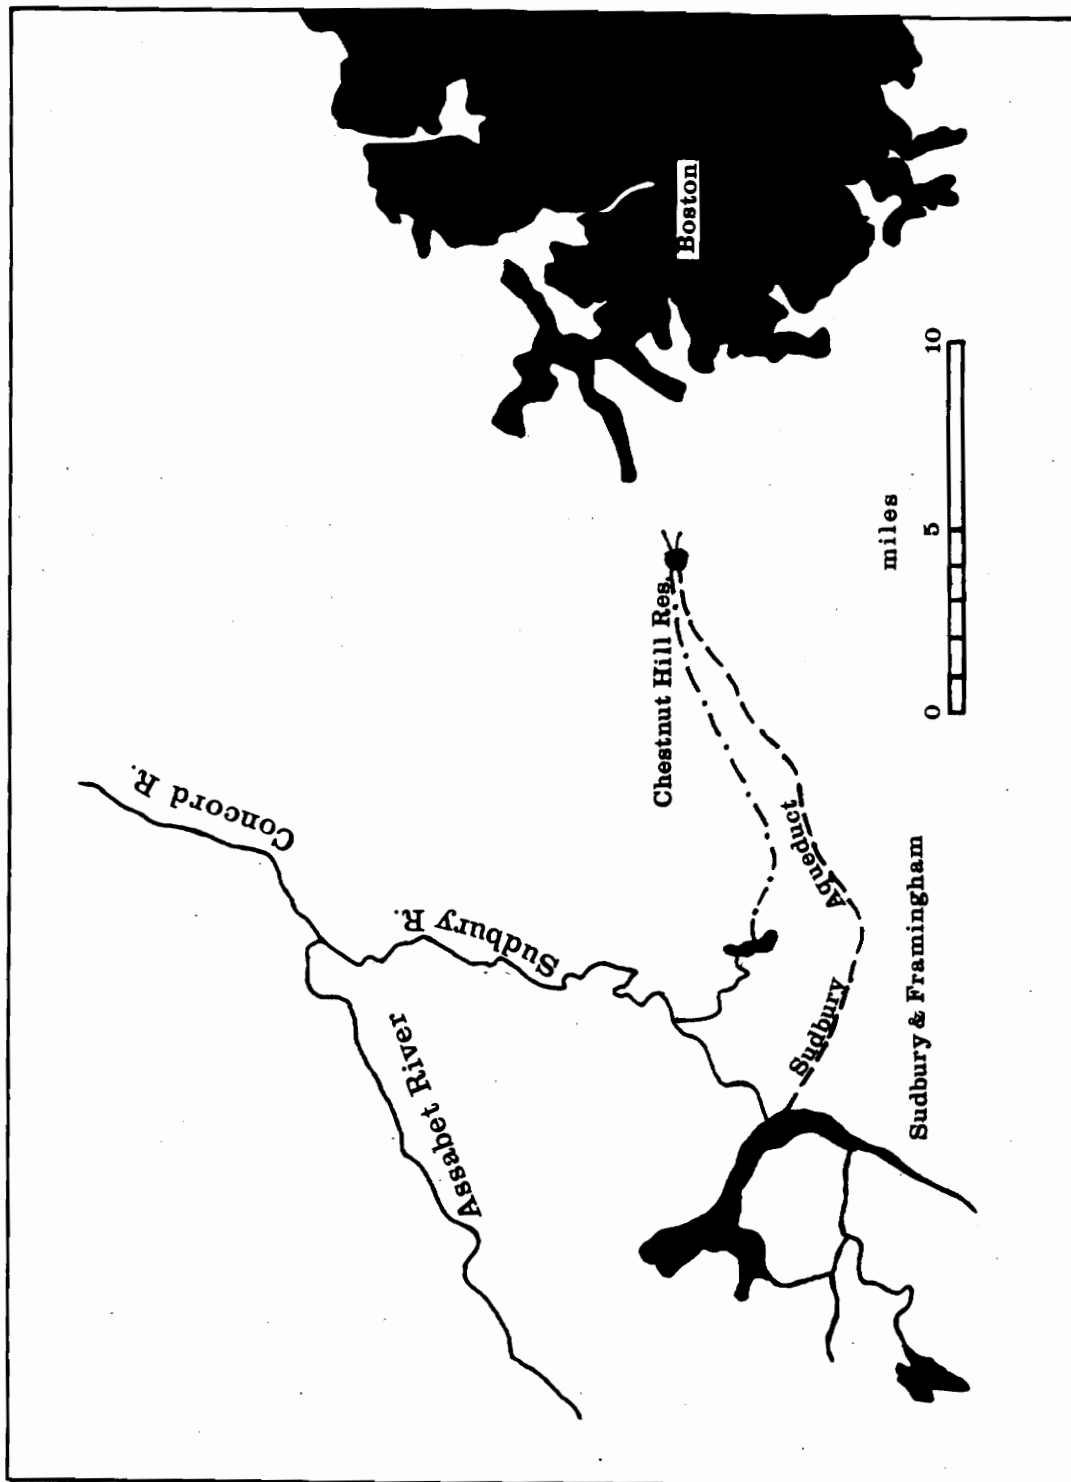 Concord R.
Assabet River
Sudbury R.
Boston
Chestnut Hill Res.
Sudbury Aqueduct
miles
0 5 10
Sudbury & Framingham